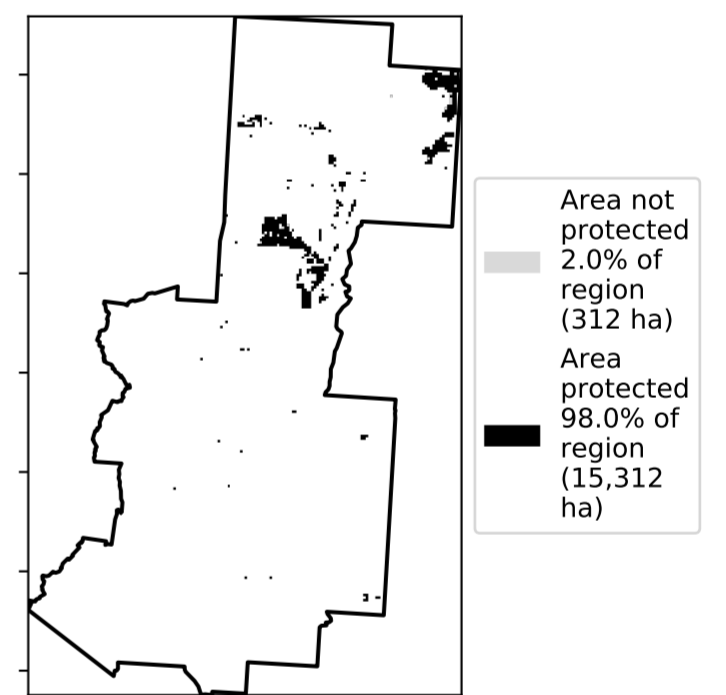 Area not
protected
2.0% of
region
(312 ha)
Area
protected
98.0% of
region
(15,312
ha)